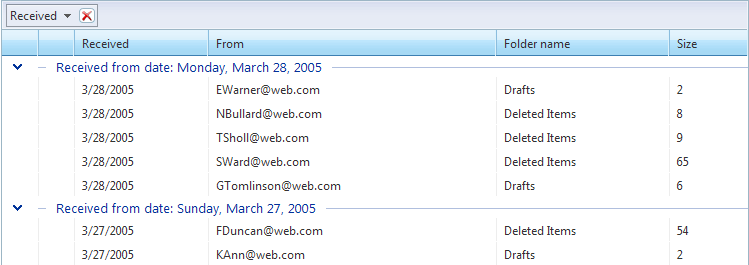 Received
Received From Folder name Size
Received from date: Monday, March 28, 2005
3/28/2005 EWarner@web.com Drafts 2
3/28/2005 NBullard@web.com Deleted Items 8
3/28/2005 TSholl@web.com Deleted Items 9
3/28/2005 SWard@web.com Deleted Items 65
3/28/2005 GTomlinson@web.com Drafts 6
Received from date: Sunday, March 27, 2005
3/27/2005 FDuncan@web.com Deleted Items 54
3/27/2005 KAnn@web.com Drafts 2